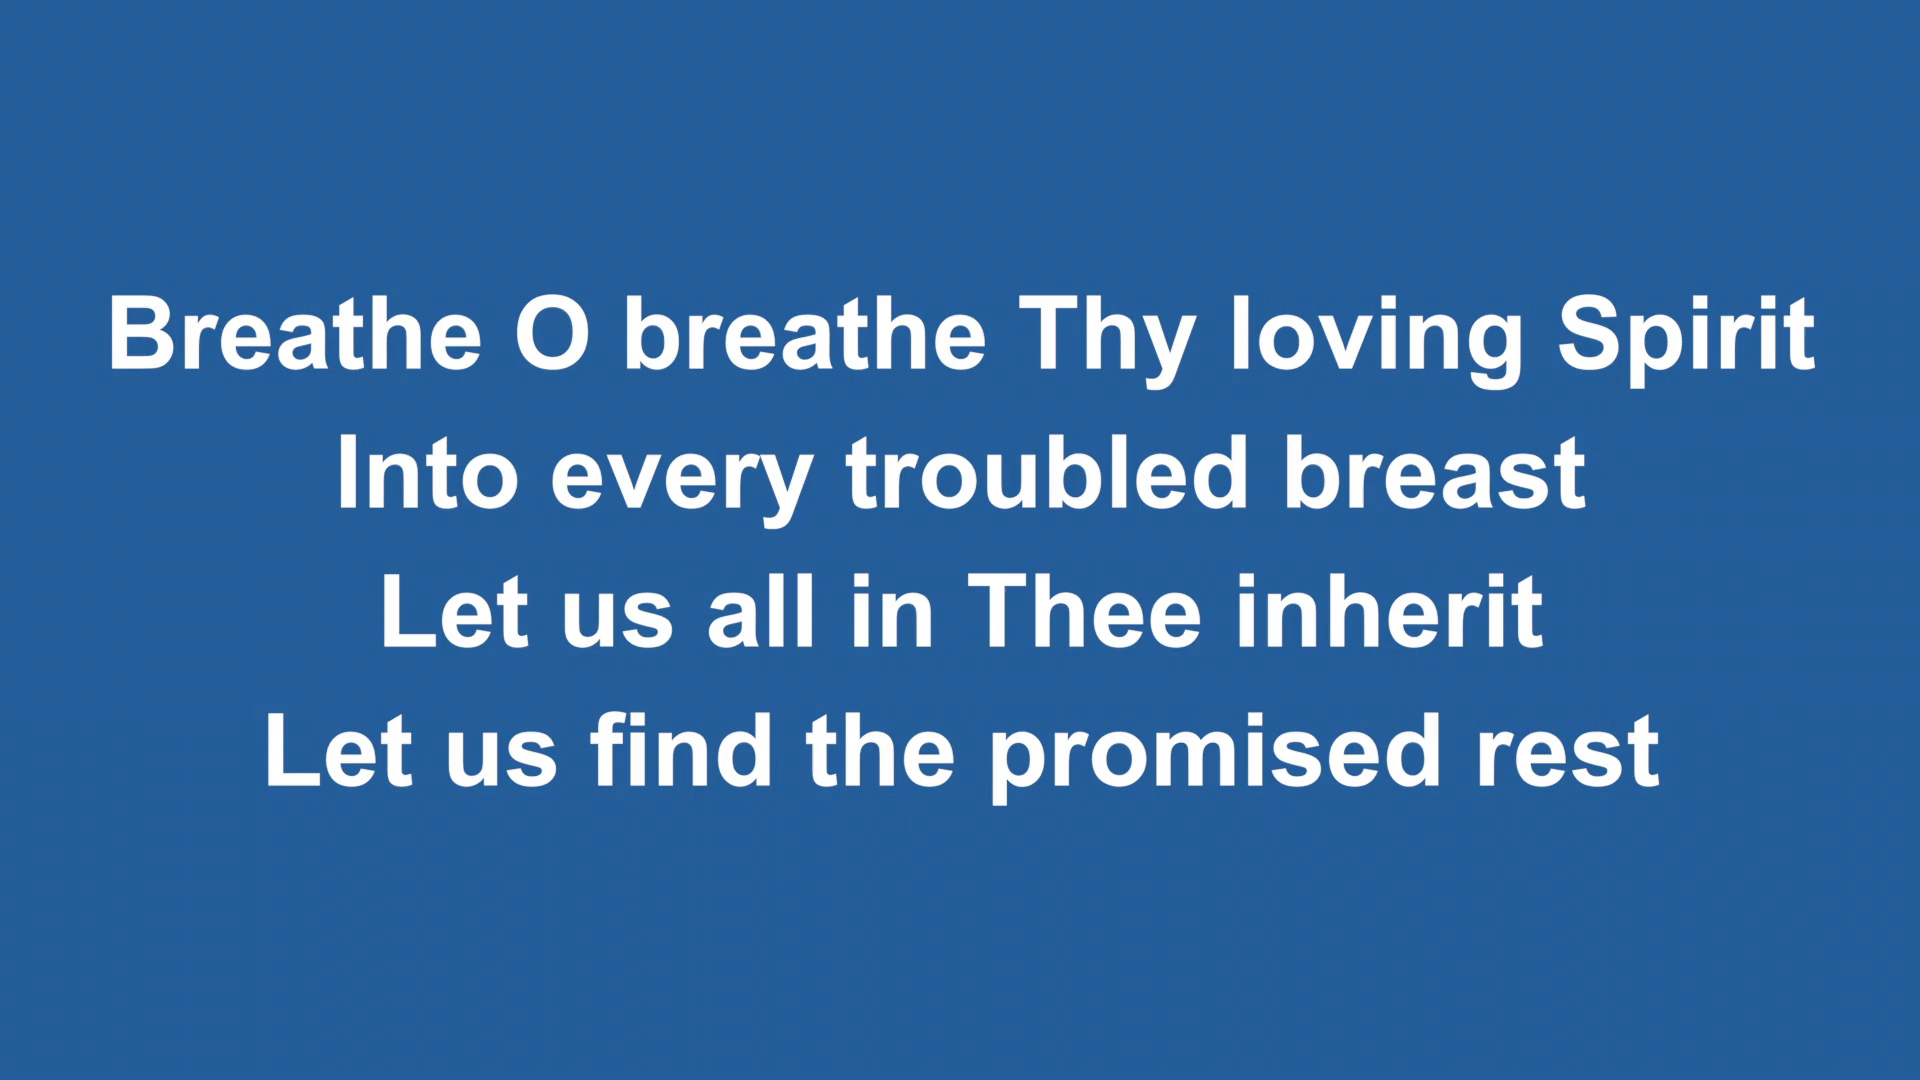 Breathe O breathe Thy loving Spirit
Into every troubled breast
Let us all in Thee inherit
Let us find the promised rest